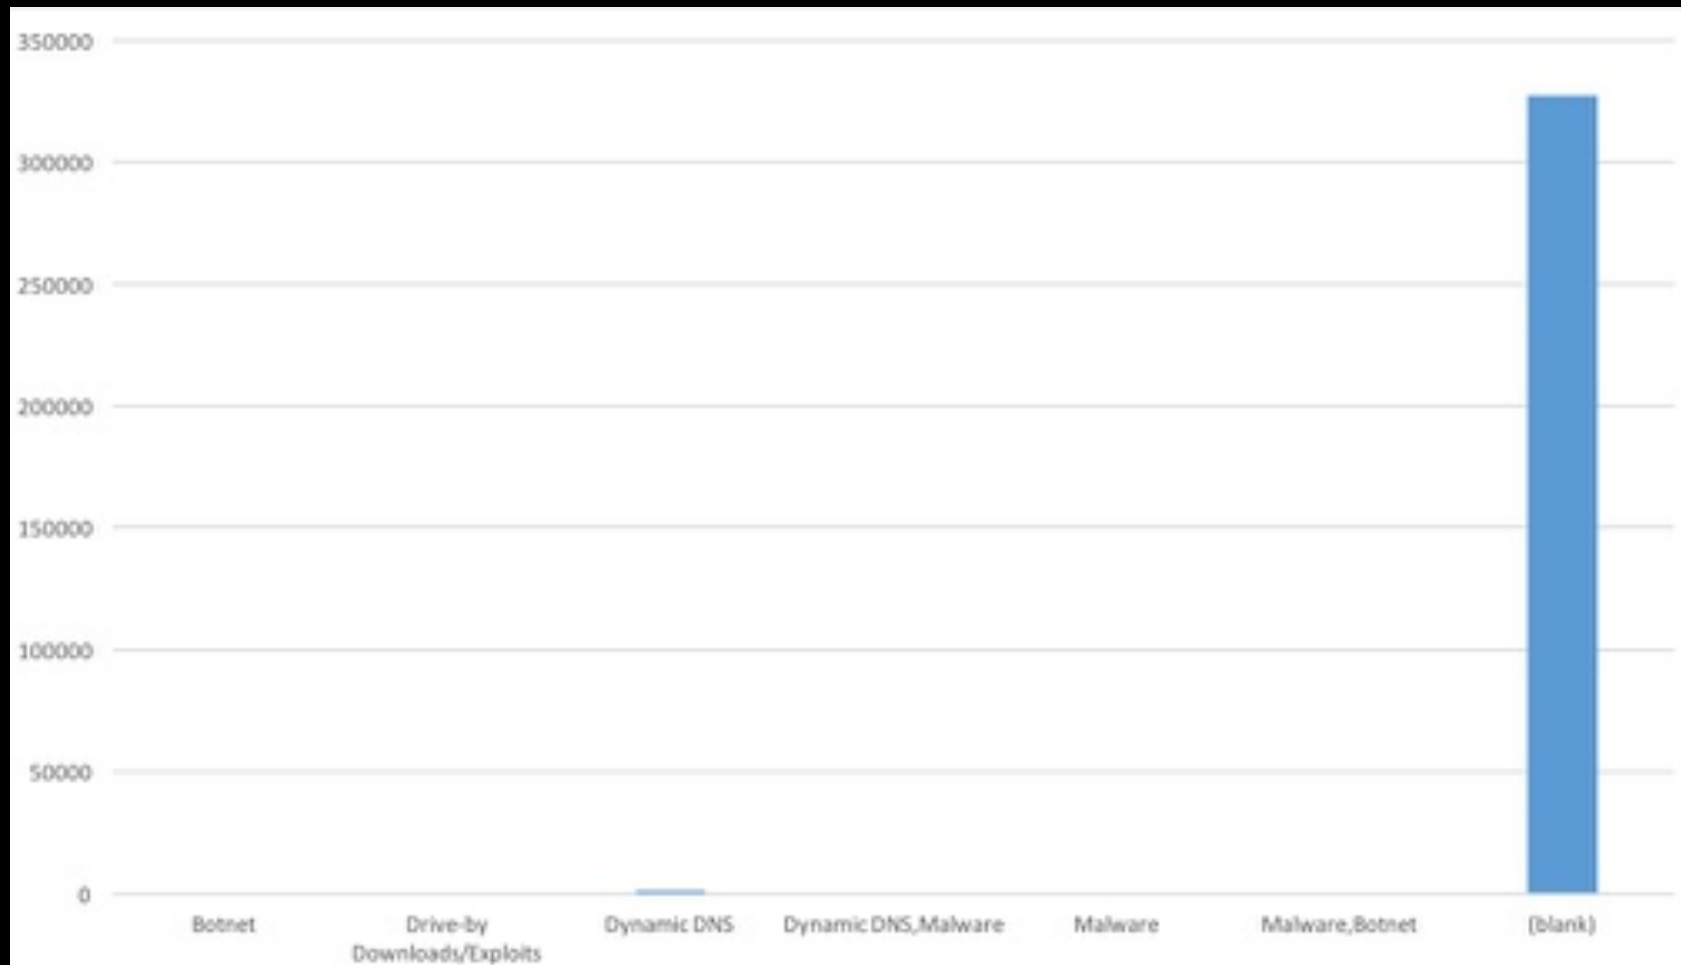 350000
300000
250000
200000
150000
100000
50000
0
Botnet
Drive-by
Downloads/Exploits
Dynamic DNS
Dynamic DNS,Malware
Malware
Malware,Botnet
(blank)